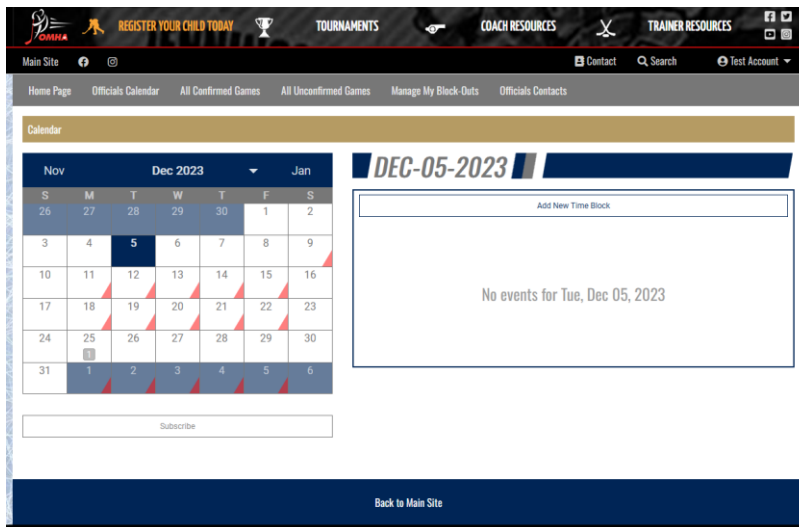 OMHA
REGISTER YOUR CHILD TODAY
TOURNAMENTS
COACH RESOURCES
TRAINER RESOURCES
Main Site
Contact
Search
Test Account
Home Page
Officials Calendar
All Confirmed Games
All Unconfirmed Games
Manage My Block-Outs
Officials Contacts
Calendar
Nov Dec 2023 Jan
S M T W T F S
26 27 28 29 30 1 2
3 4 5 6 7 8 9
10 11 12 13 14 15 16
17 18 19 20 21 22 23
24 25 26 27 28 29 30
1
31 1 2 3 4 5 6
Subscribe
DEC-05-2023
Add New Time Block
No events for Tue, Dec 05, 2023
Back to Main Site